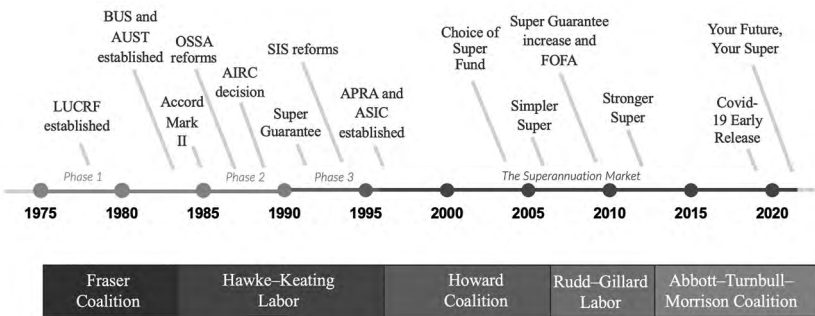 BUS and
AUST
established
OSSA
reforms
SIS reforms
Choice of
Super
Fund
Super Guarantee
increase and
FOFA
Your Future,
Your Super
LUCRF
established
Accord
Mark
II
AIRC
decision
Super
Guarantee
APRA and
ASIC
established
Simpler
Super
Stronger
Super
Covid-
19 Early
Release
Phase 1
Phase 2
Phase 3
The Superannuation Market
1975
1980
1985
1990
1995
2000
2005
2010
2015
2020
Fraser
Coalition
Hawke–Keating
Labor
Howard
Coalition
Rudd–Gillard
Labor
Abbott–Turnbull–
Morrison Coalition